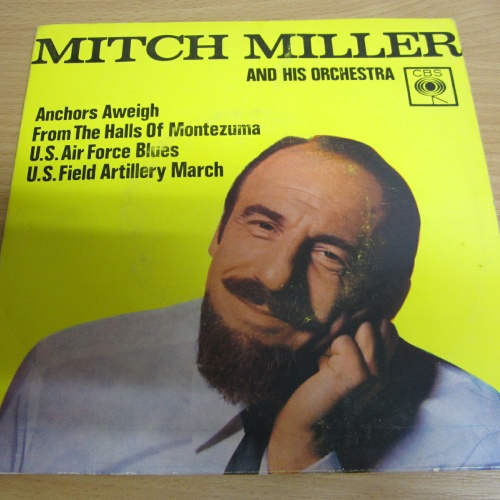 MITCH MILLER
AND HIS ORCHESTRA
CBS
Anchors Aweigh
From The Halls Of Montezuma
U.S. Air Force Blues
U.S. Field Artillery March